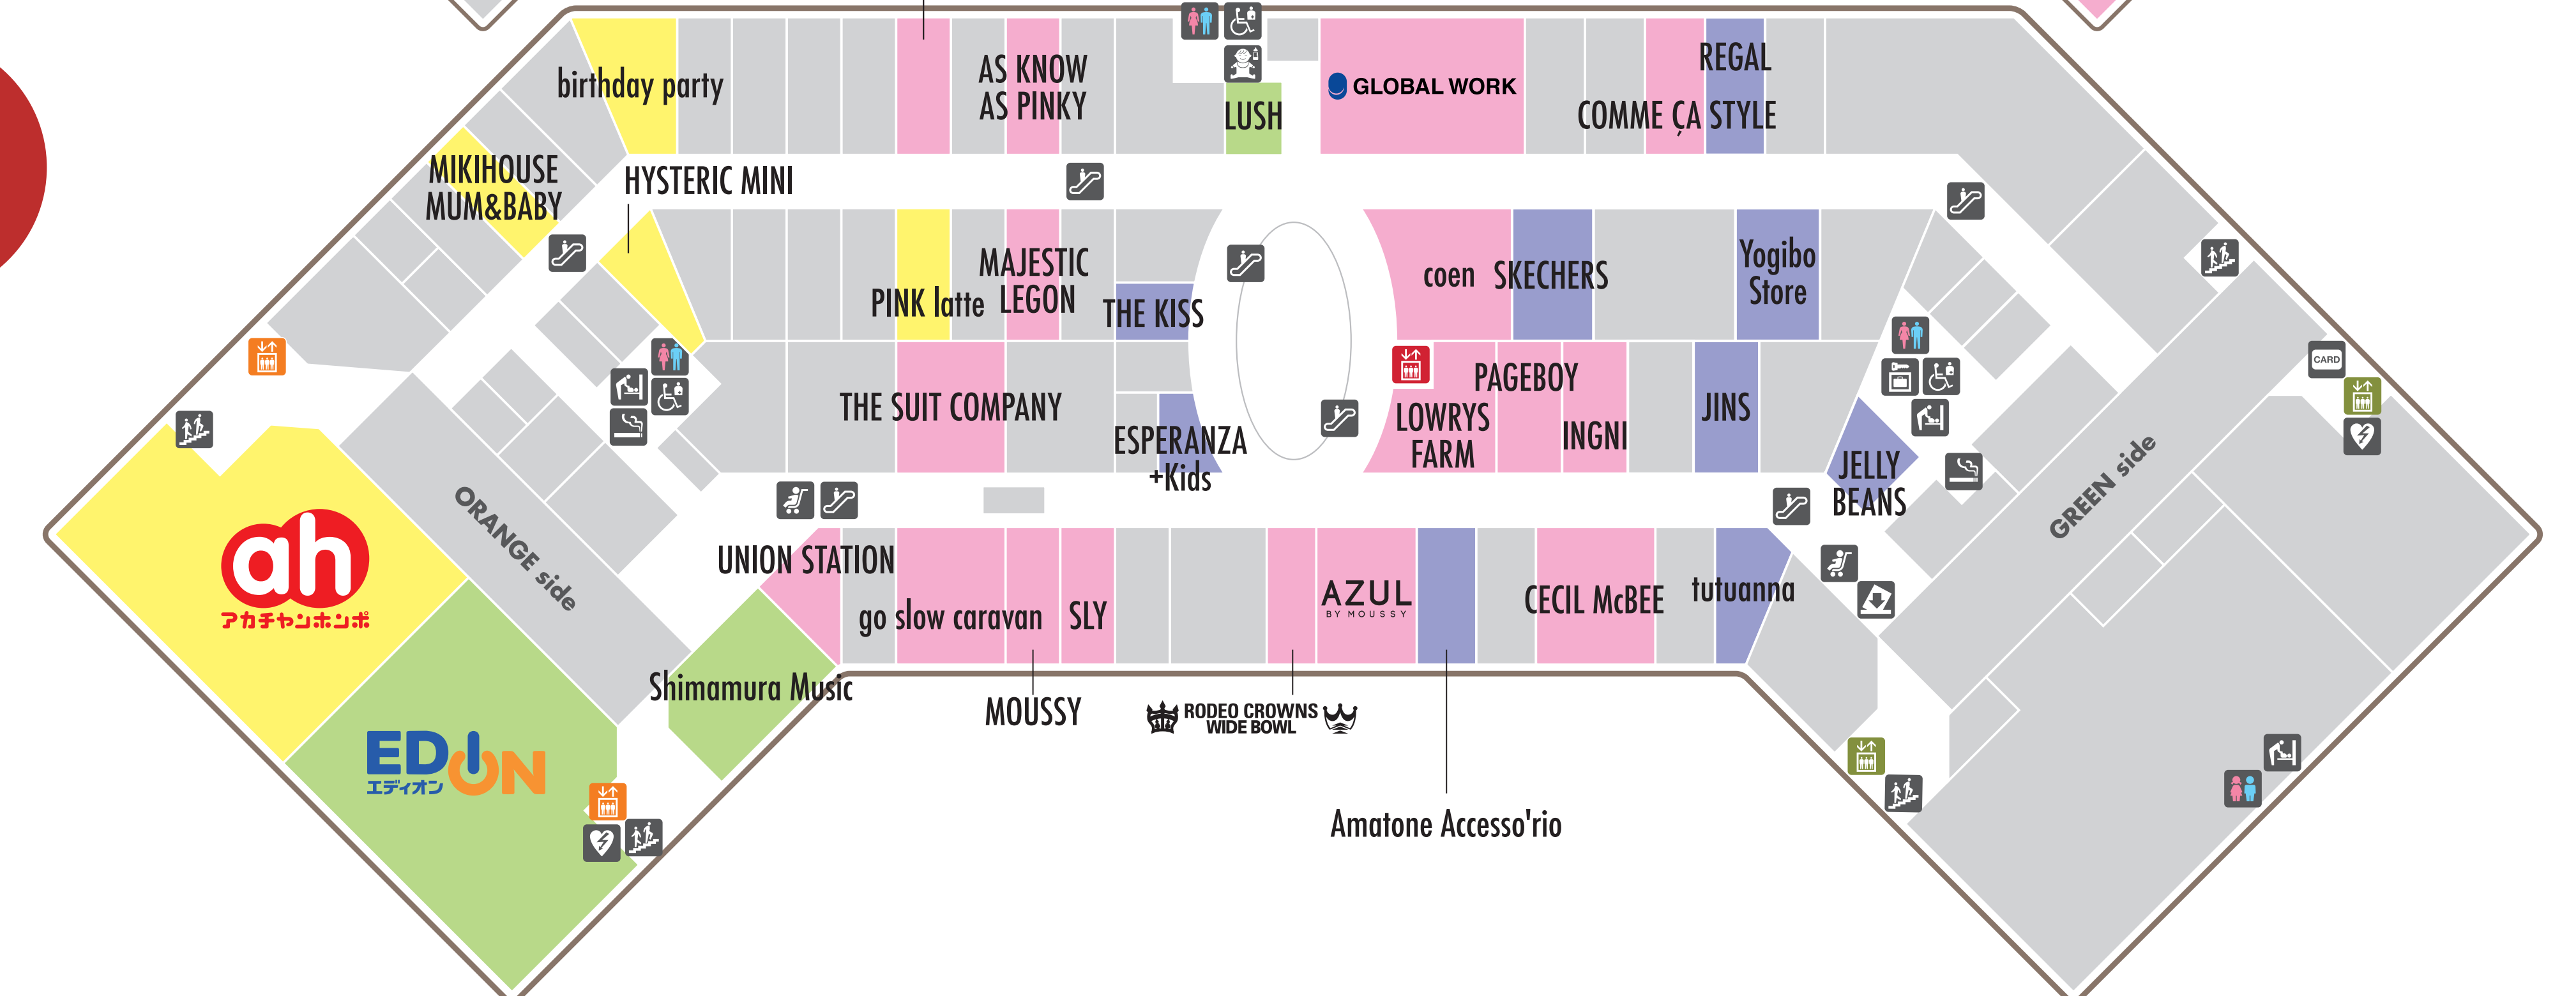 birthday party
AS KNOW
AS PINKY
LUSH
GLOBAL WORK
REGAL
COMME ÇA STYLE
MIKIHOUSE
MUM&BABY
HYSTERIC MINI
PINK latte
MAJESTIC
LEGON
THE KISS
coen
SKECHERS
Yogibo
Store
THE SUIT COMPANY
ESPERANZA
+Kids
PAGEBOY
LOWRYS
FARM
INGNI
JINS
JELLY
BEANS
CARD
GREEN side
ORANGE side
ah
アカチャンホンポ
UNION STATION
go slow caravan
SLY
AZUL
BY MOUSSY
CECIL McBEE
tutuanna
Shimamura Music
MOUSSY
RODEO CROWNS
WIDE BOWL
EDION
エディオン
Amatone Accesso'rio